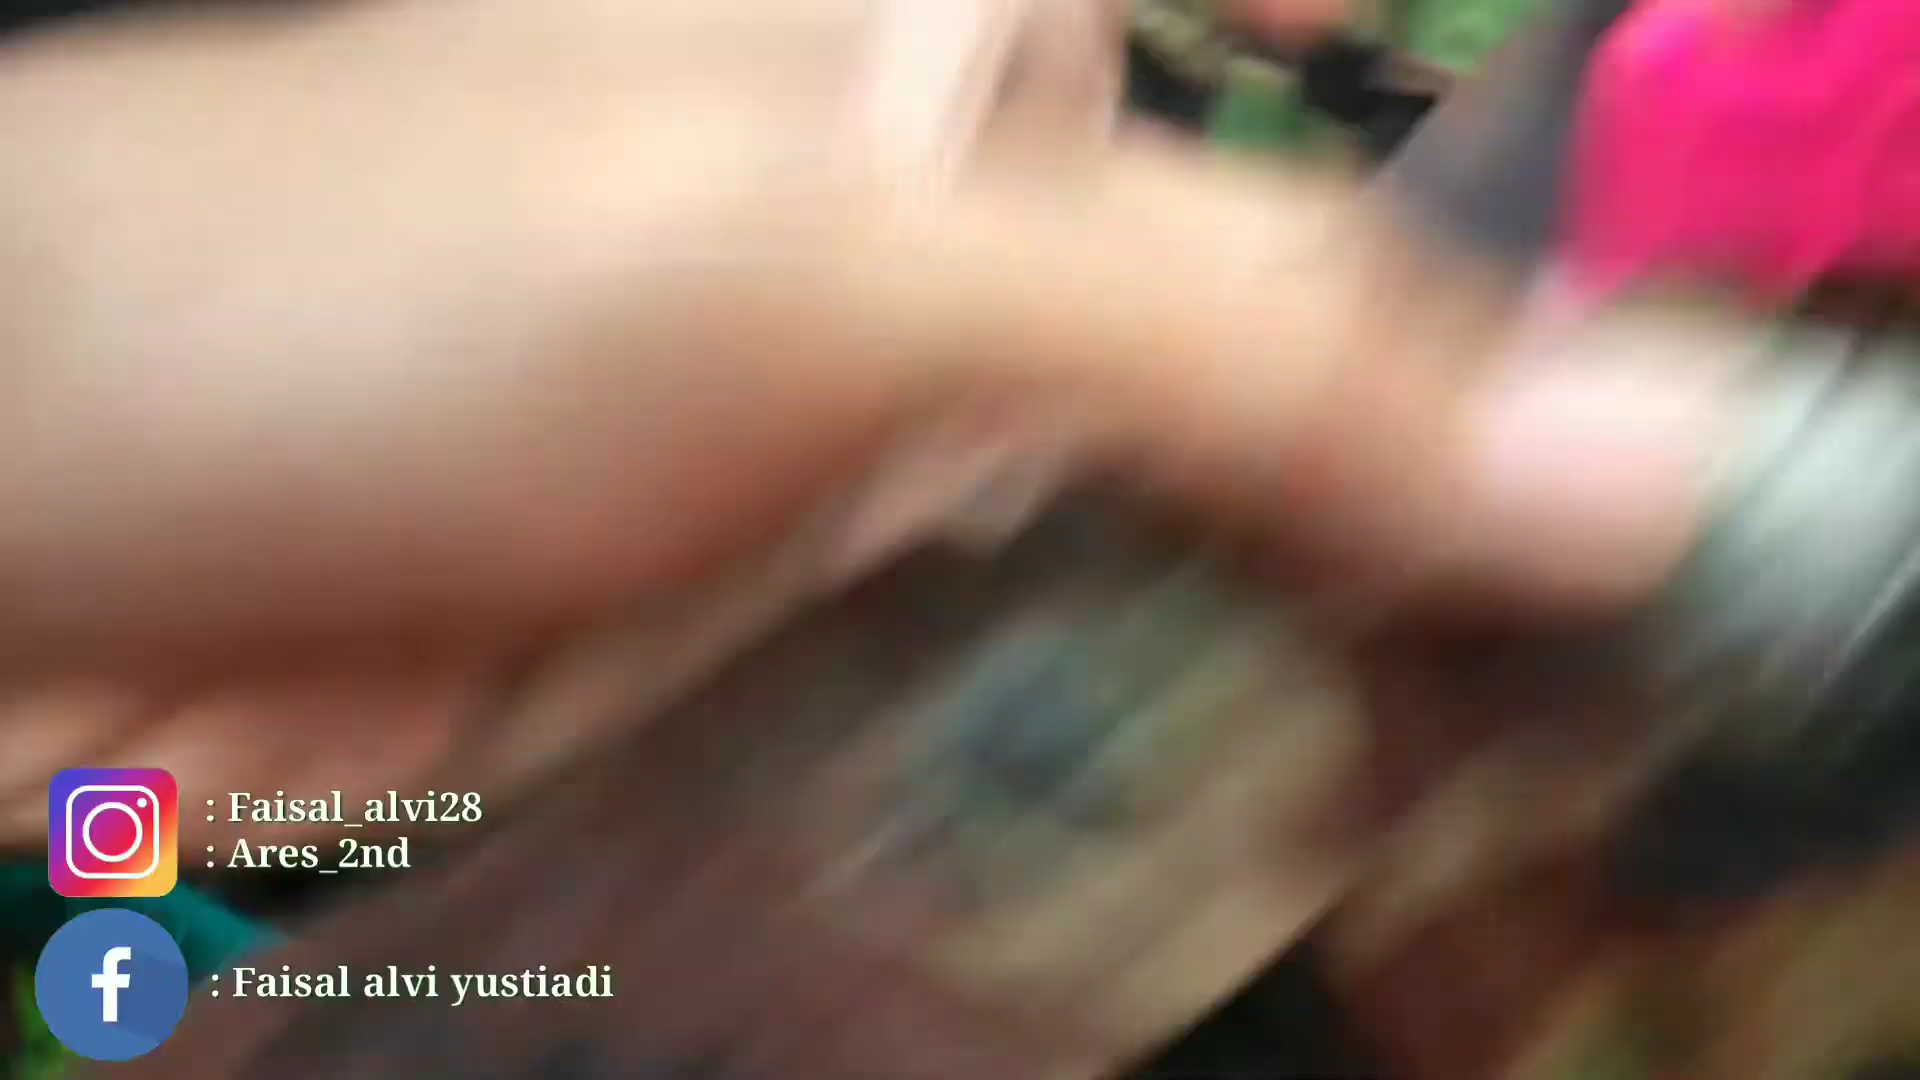 : Faisal_alvi28
: Ares_2nd
: Faisal alvi yustiadi